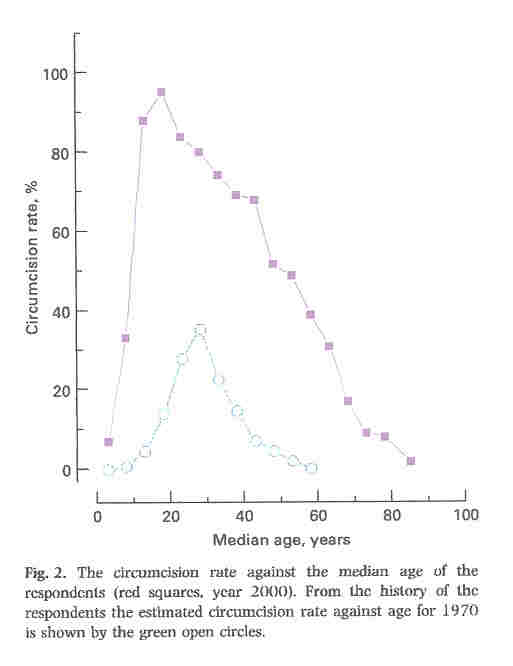 100
80
60
40
20
0
Circumcision rate, %
0 20 40 60 80 100
Median age, years
Fig. 2. The circumcision rate against the median age of the
respondents (red squares, year 2000). From the history of the
respondents the estimated circumcision rate against age for 1970
is shown by the green open circles.